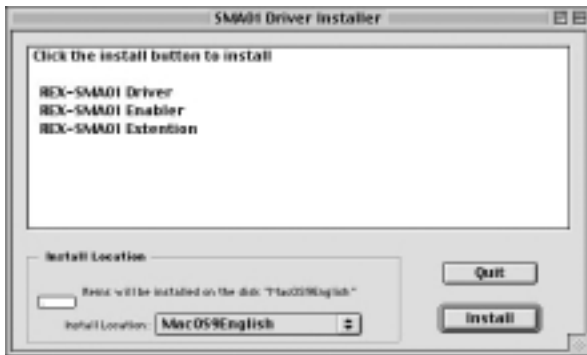 SMA01 Driver Installer
Click the install button to install
REX-SMA01 Driver
REX-SMA01 Enabler
REX-SMA01 Extention
Install Location
Items will be installed on the disk "MacOS9English"
Install Location: MacOS9English
Quit
Install